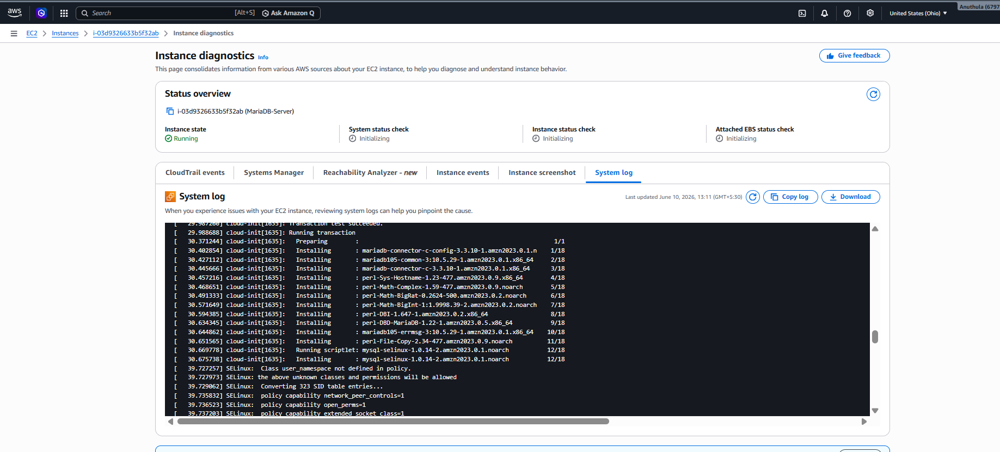 aws
Search
[Alt+S]
Ask Amazon Q
United States (Ohio)
Anuthula (6797
EC2
Instances
i-03d9326633b5f32ab
Instance diagnostics
Instance diagnostics Info
Give feedback
This page consolidates information from various AWS sources about your EC2 instance, to help you diagnose and understand instance behavior.
Status overview
i-03d9326633b5f32ab (MariaDB-Server)
Instance state
Running
System status check
Initializing
Instance status check
Initializing
Attached EBS status check
Initializing
CloudTrail events
Systems Manager
Reachability Analyzer - new
Instance events
Instance screenshot
System log
System log
Last updated June 10, 2026, 13:11 (GMT+5:30)
Copy log
Download
When you experience issues with your EC2 instance, reviewing system logs can help you pinpoint the cause.
[   29.987260] cloud-init[1635]: Transaction test succeeded.
[   29.988688] cloud-init[1635]: Running transaction
[   30.371244] cloud-init[1635]:   Preparing        :                                                        1/1
[   30.402854] cloud-init[1635]:   Installing       : mariadb-connector-c-config-3.3.10-1.amzn2023.0.1.n    1/18
[   30.427112] cloud-init[1635]:   Installing       : mariadb105-common-3:10.5.29-1.amzn2023.0.1.x86_64     2/18
[   30.445666] cloud-init[1635]:   Installing       : mariadb-connector-c-3.3.10-1.amzn2023.0.1.x86_64      3/18
[   30.457216] cloud-init[1635]:   Installing       : perl-Sys-Hostname-1.23-477.amzn2023.0.9.x86_64        4/18
[   30.468651] cloud-init[1635]:   Installing       : perl-Math-Complex-1.59-477.amzn2023.0.9.noarch        5/18
[   30.491333] cloud-init[1635]:   Installing       : perl-Math-BigRat-0.2624-500.amzn2023.0.2.noarch       6/18
[   30.571649] cloud-init[1635]:   Installing       : perl-Math-BigInt-1:1.9998.39-2.amzn2023.0.2.noarch    7/18
[   30.594385] cloud-init[1635]:   Installing       : perl-DBI-1.647-1.amzn2023.0.2.x86_64                  8/18
[   30.634345] cloud-init[1635]:   Installing       : perl-DBD-MariaDB-1.22-1.amzn2023.0.5.x86_64           9/18
[   30.644862] cloud-init[1635]:   Installing       : mariadb105-errmsg-3:10.5.29-1.amzn2023.0.1.x86_64    10/18
[   30.651565] cloud-init[1635]:   Installing       : perl-File-Copy-2.34-477.amzn2023.0.9.noarch          11/18
[   30.669778] cloud-init[1635]:   Running scriptlet: mysql-selinux-1.0.14-2.amzn2023.0.1.noarch           12/18
[   30.675738] cloud-init[1635]:   Installing       : mysql-selinux-1.0.14-2.amzn2023.0.1.noarch           12/18
[   39.727257] SELinux:  Class user_namespace not defined in policy.
[   39.727973] SELinux: the above unknown classes and permissions will be allowed
[   39.729062] SELinux:  Converting 323 SID table entries...
[   39.735832] SELinux:  policy capability network_peer_controls=1
[   39.736523] SELinux:  policy capability open_perms=1
[   39.737203] SELinux:  policy capability extended_socket_class=1